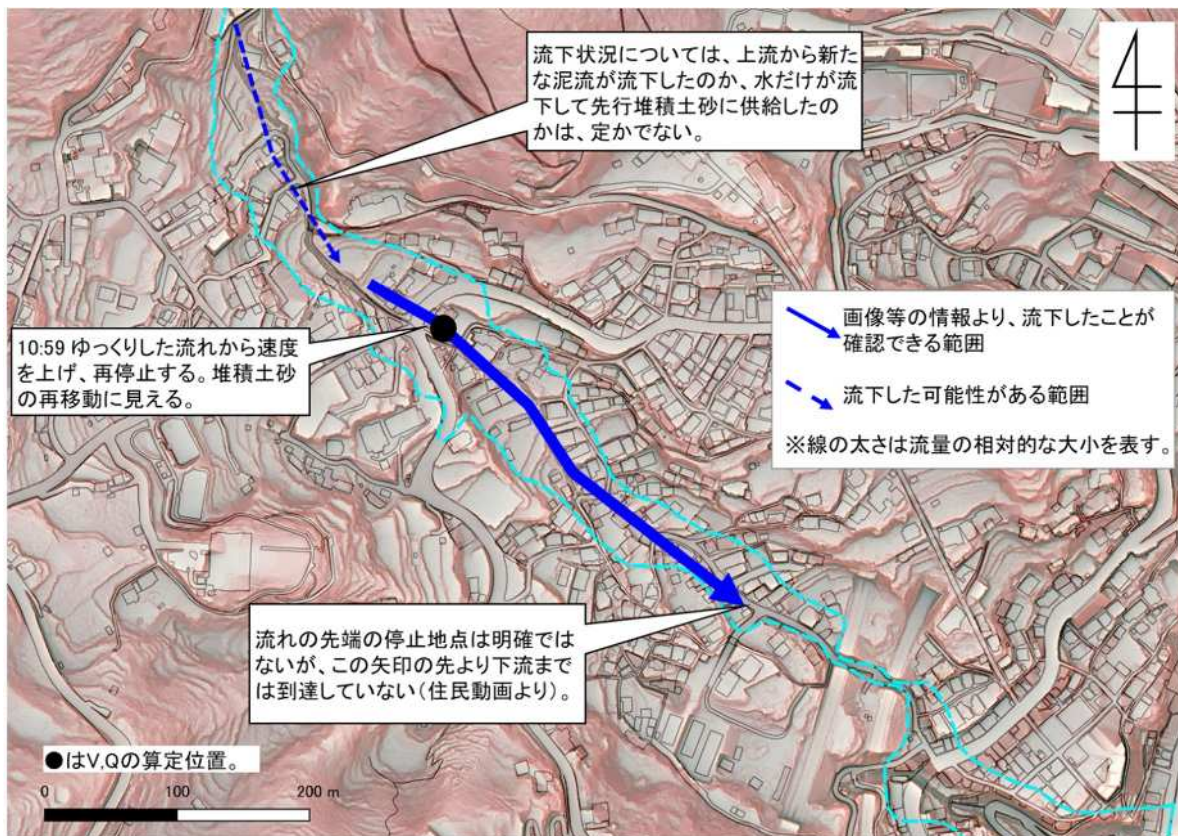 流下状況については、上流から新た
な泥流が流下したのか、水だけが流
下して先行堆積土砂に供給したの
かは、定かでない。
画像等の情報より、流下したことが
確認できる範囲
流下した可能性がある範囲
※線の太さは流量の相対的な大小を表す。
10:59 ゆっくりした流れから速度
を上げ、再停止する。堆積土砂
の再移動に見える。
流れの先端の停止地点は明確では
ないが、この矢印の先より下流まで
は到達していない(住民動画より)。
●はV,Qの算定位置。
0 100 200 m